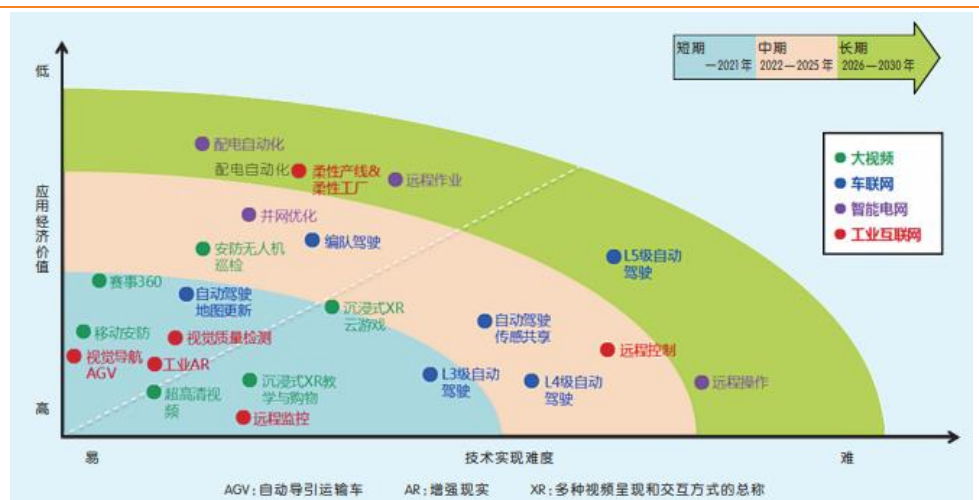 短期
—2021年
中期
2022—2025年
长期
2026—2030年
低
应用经济价值
高
大视频
车联网
智能电网
工业互联网
配电自动化
配电自动化
柔性产线&
柔性工厂
远程作业
并网优化
编队驾驶
安防无人机
巡检
L5级自动
驾驶
赛事360
自动驾驶
地图更新
沉浸式XR
云游戏
自动驾驶
传感共享
移动安防
视觉质量检测
远程控制
视觉导航
AGV
工业AR
L3级自动
驾驶
L4级自动
驾驶
远程操作
超高清视
频
沉浸式XR教
学与购物
远程监控
易
技术实现难度
难
AGV:自动导引运输车
AR:增强现实
XR:多种视频呈现和交互方式的总称